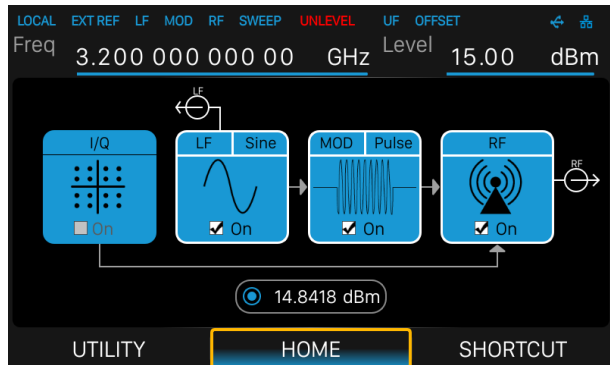 LOCAL EXT REF LF MOD RF SWEEP UNLEVEL UF OFFSET
Freq 3.200 000 000 00 GHz Level 15.00 dBm
LF
I/Q LF Sine MOD Pulse RF
RF
On On On On
14.8418 dBm
UTILITY HOME SHORTCUT